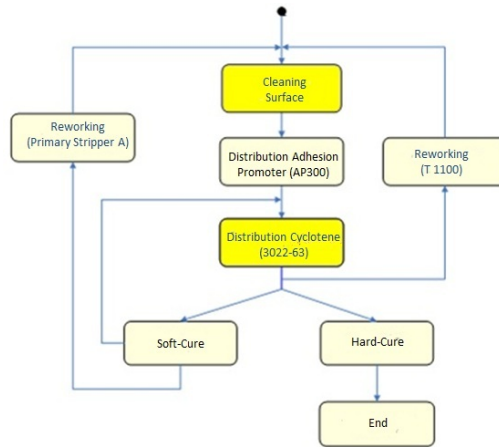 Cleaning
Surface
Reworking
(Primary Stripper A)
Distribution Adhesion
Promoter (AP300)
Reworking
(T 1100)
Distribution Cyclotene
(3022-63)
Soft-Cure
Hard-Cure
End